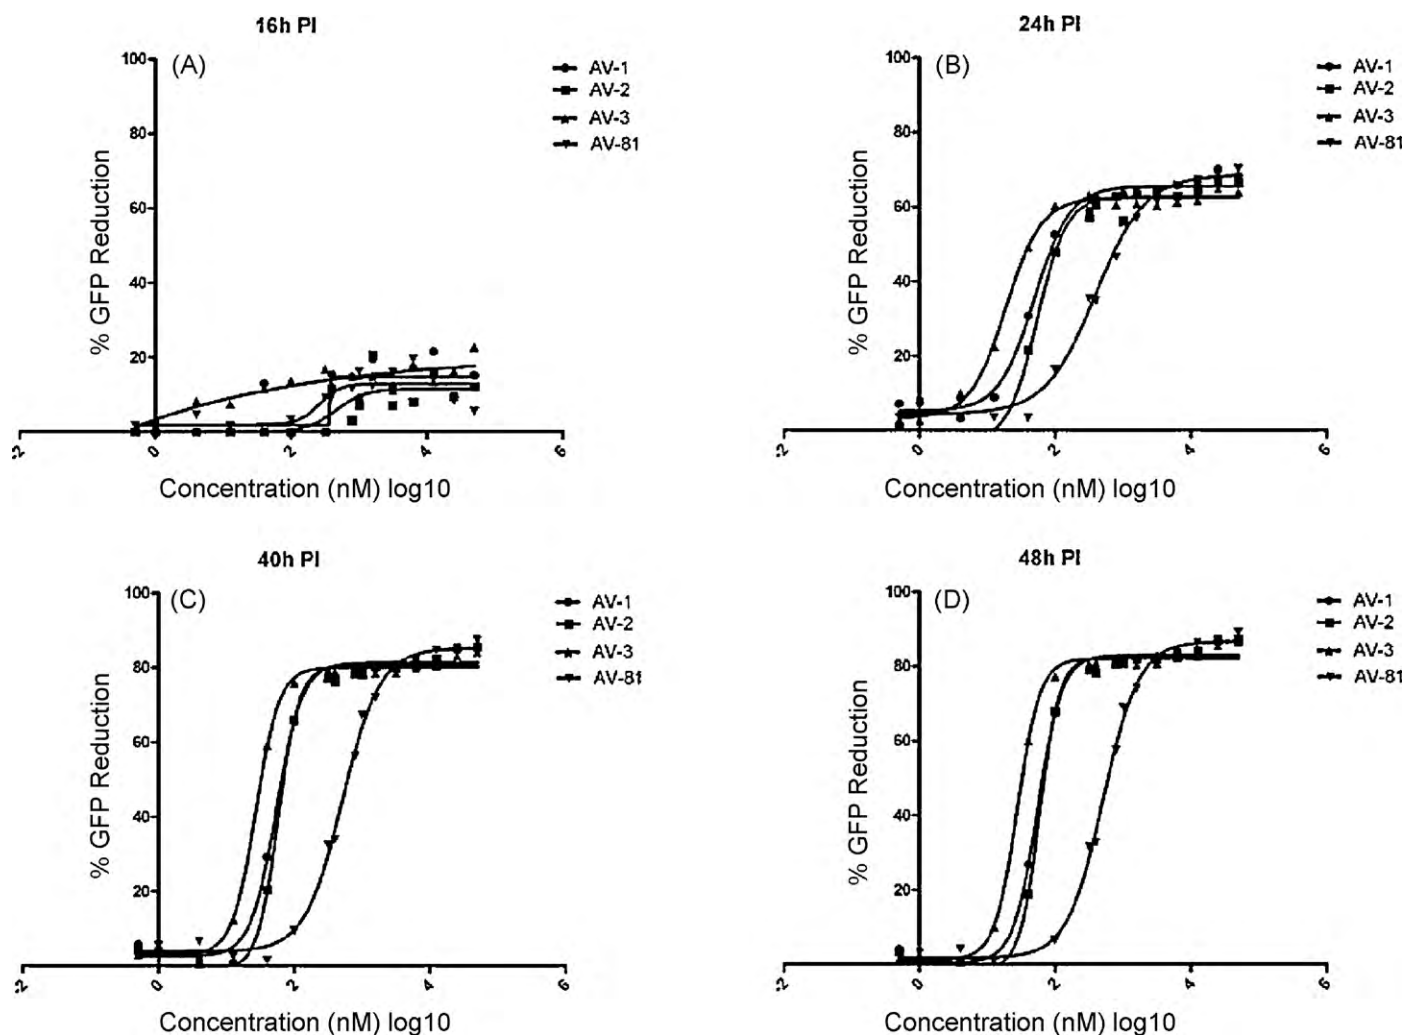 16h PI
(A)
AV-1
AV-2
AV-3
AV-81
100
80
60
40
20
% GFP Reduction
-2
0
2
4
6
Concentration (nM) log10
24h PI
(B)
AV-1
AV-2
AV-3
AV-81
100
80
60
40
20
% GFP Reduction
-2
0
2
4
6
Concentration (nM) log10
40h PI
(C)
AV-1
AV-2
AV-3
AV-81
100
80
60
40
20
% GFP Reduction
-2
0
2
4
6
Concentration (nM) log10
48h PI
(D)
AV-1
AV-2
AV-3
AV-81
100
80
60
40
20
% GFP Reduction
-2
0
2
4
6
Concentration (nM) log10